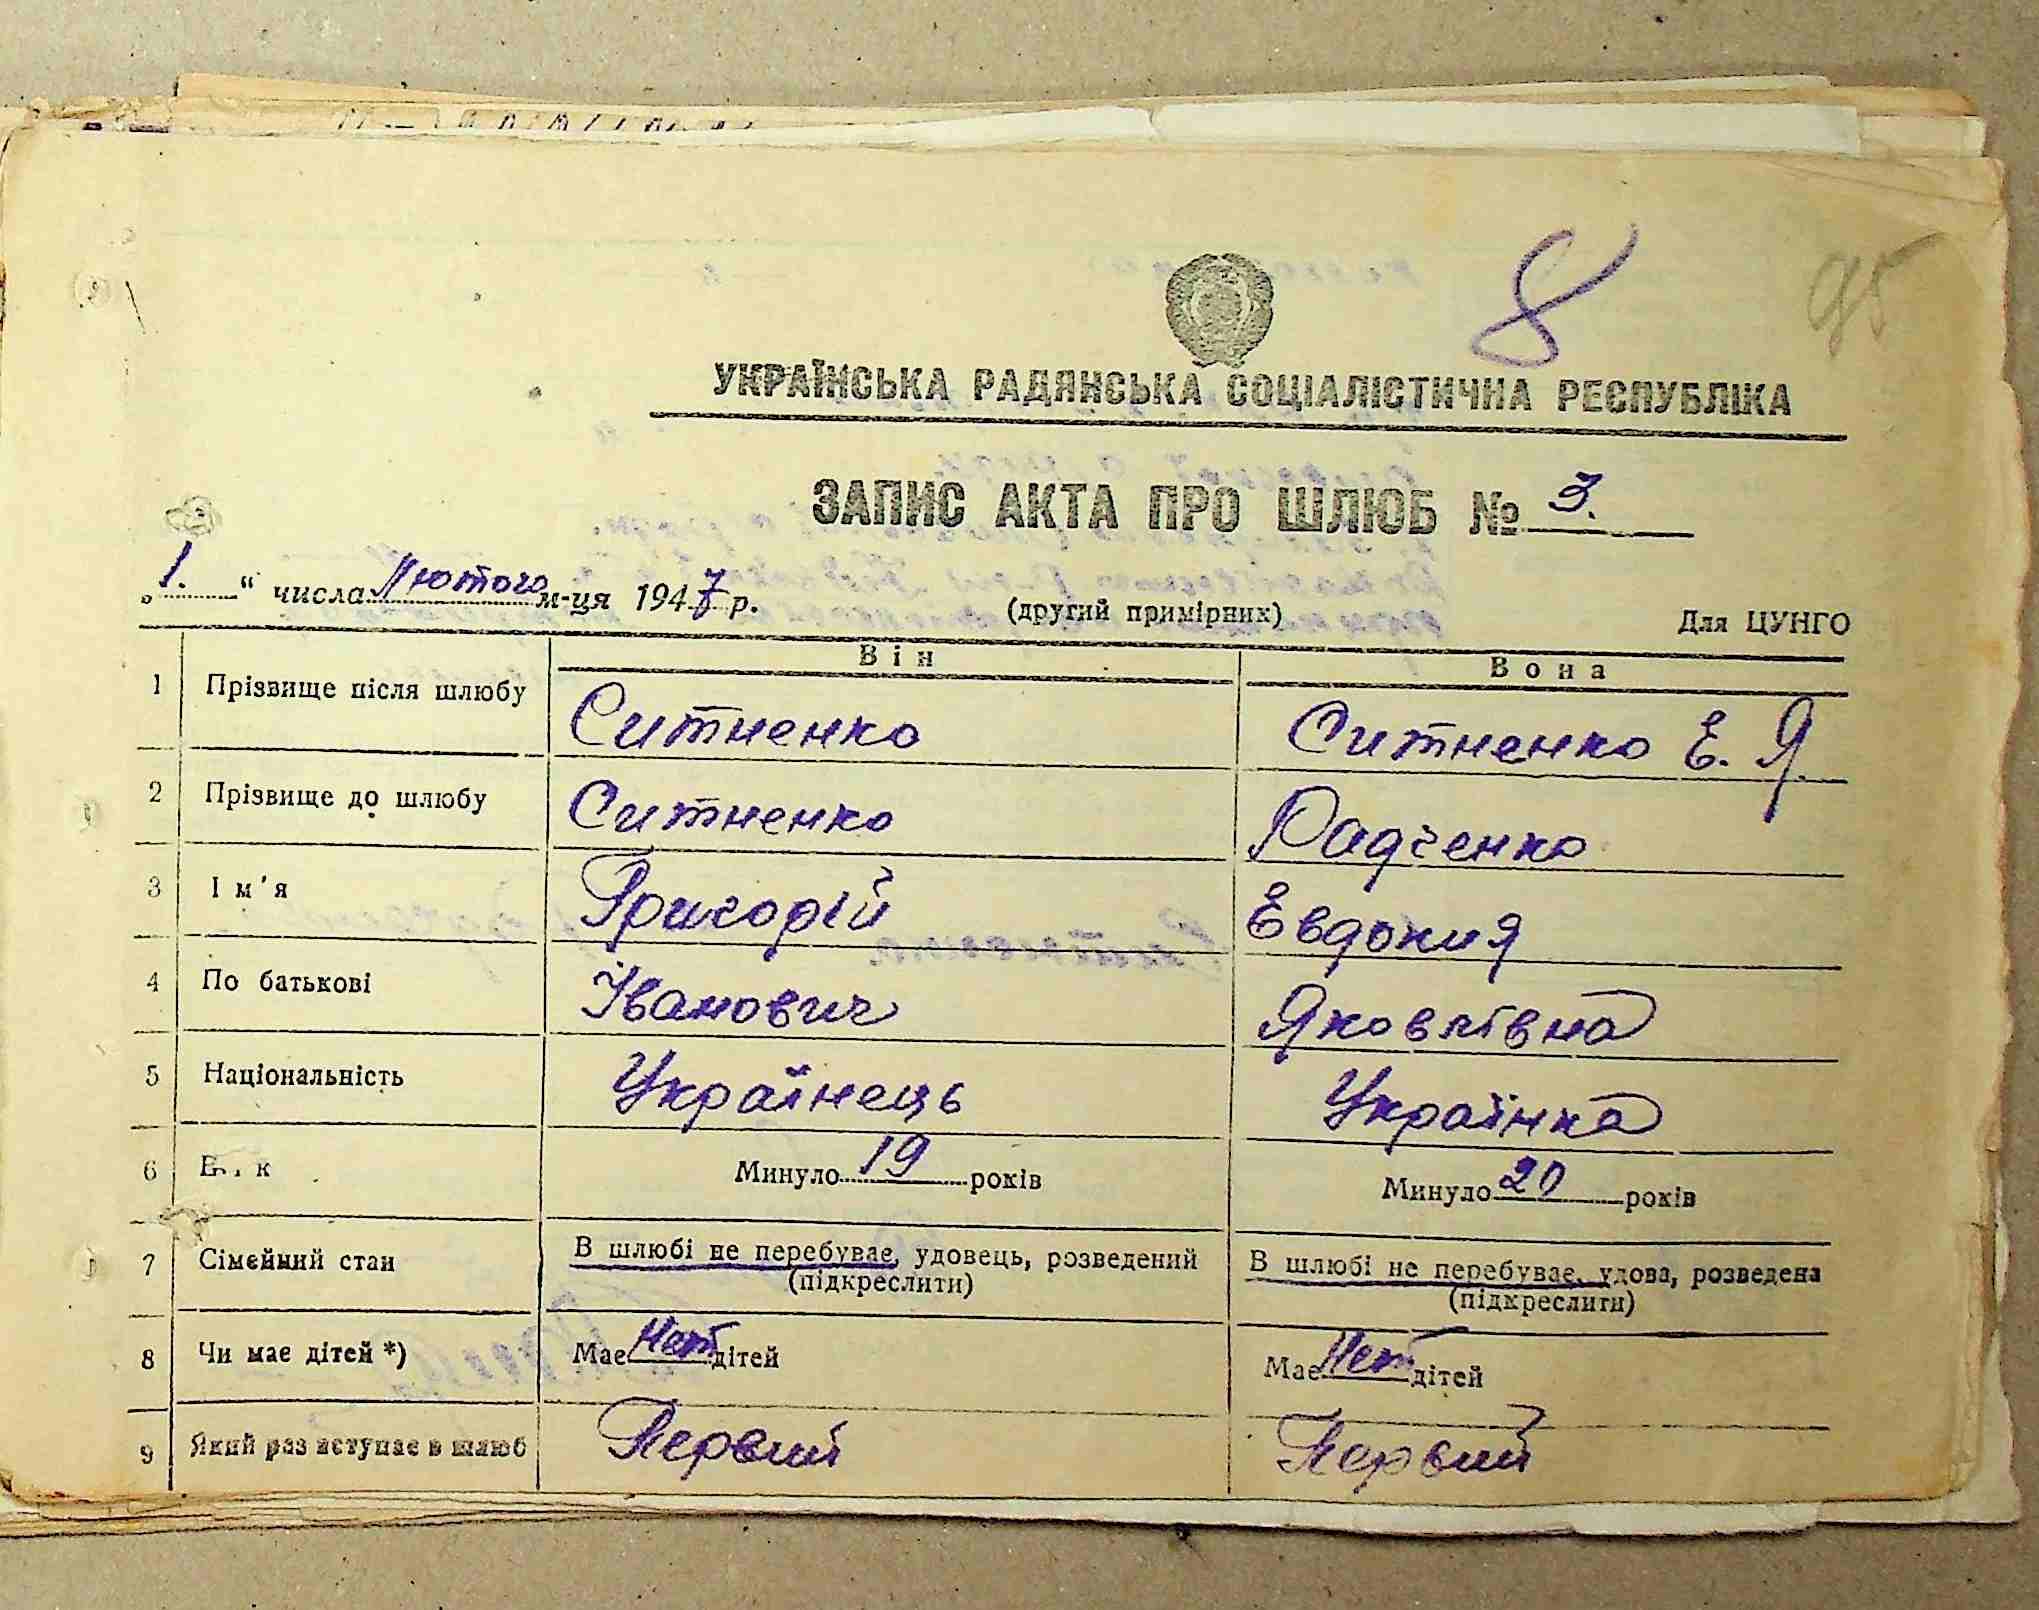 8
95
УКРАЇНСЬКА РАДЯНСЬКА СОЦІАЛІСТИЧНА РЕСПУБЛІКА
ЗАПИС АКТА ПРО ШЛЮБ № 3.
„1.“ числа Лютого м-ця 1947 р. (другий примірник) Для ЦУНГО
Він Вона
1 Прізвище після шлюбу Ситненко Ситненко Е. Я.
2 Прізвище до шлюбу Ситненко Радченко
3 Ім'я Григорій Евдокия
4 По батькові Іванович Яковлівна
5 Національність Українець Українка
6 Вік Минуло 19 років Минуло 20 років
7 Сімейний стан В шлюбі не перебуває, удовець, розведений В шлюбі не перебуває, удова, розведена
(підкреслити) (підкреслити)
8 Чи має дітей *) Має Нет дітей Має Нет дітей
9 Який раз вступає в шлюб Первий Первий